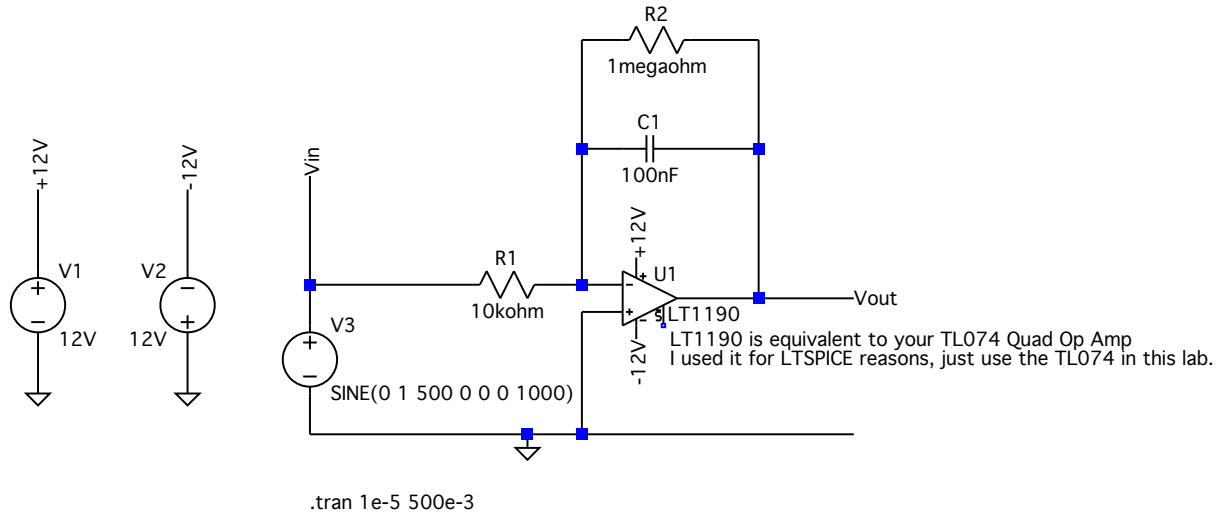 R2
1megaohm
C1
100nF
+12V
-12V
Vin
+12V
V1
12V
V2
12V
R1
10kohm
U1
Vout
V3
LT1190
-12V
LT1190 is equivalent to your TL074 Quad Op Amp
I used it for LTSPICE reasons, just use the TL074 in this lab.
SINE(0 1 500 0 0 0 1000)
.tran 1e-5 500e-3